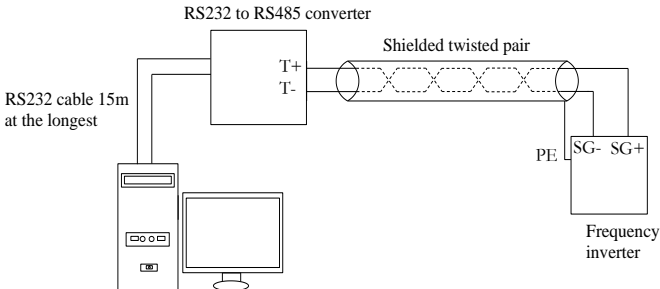 RS232 to RS485 converter
Shielded twisted pair
T+
T-
RS232 cable 15m
at the longest
PE
SG- SG+
Frequency
inverter